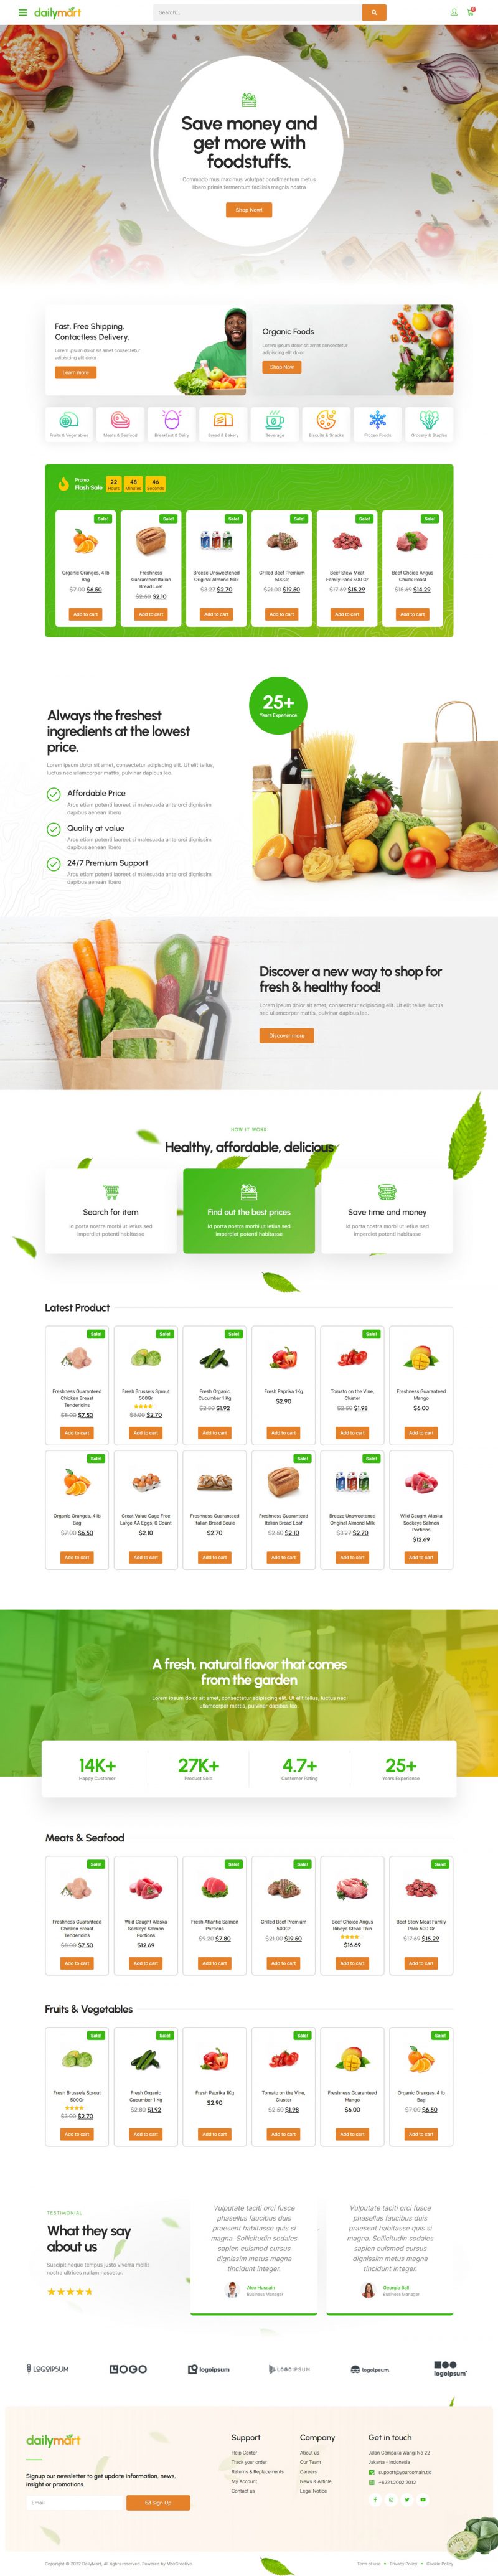 dailymart
Search...
Save money and
get more with
foodstuffs.
Commodo mus maximus volutpat condimentum metus
libero primis fermentum facilisis magnis nostra
Shop Now!
Fast, Free Shipping,
Contactless Delivery.
Lorem ipsum dolor sit amet consectetur
adipiscing elit dolor
Learn more
Organic Foods
Lorem ipsum dolor sit amet consectetur
adipiscing elit dolor
Shop Now
Fruits & Vegetables
Meats & Seafood
Breakfast & Dairy
Bread & Bakery
Beverage
Biscuits & Snacks
Frozen Foods
Grocery & Staples
Promo
Flash Sale
22
Hours
48
Minutes
46
Seconds
Sale!
Organic Oranges, 4 lb
Bag
$7.00 $6.50
Add to cart
Sale!
Freshness
Guaranteed Italian
Bread Loaf
$2.50 $2.10
Add to cart
Sale!
Breeze Unsweetened
Original Almond Milk
$3.27 $2.70
Add to cart
Sale!
Grilled Beef Premium
500Gr
$21.00 $19.50
Add to cart
Sale!
Beef Stew Meat
Family Pack 500 Gr
$17.69 $15.29
Add to cart
Sale!
Beef Choice Angus
Chuck Roast
$14.29
Add to cart
Always the freshest
ingredients at the lowest
price.
Lorem ipsum dolor sit amet, consectetur adipiscing elit. Ut elit tellus,
luctus nec ullamcorper mattis, pulvinar dapibus leo.
Affordable Price
Arcu etiam potenti laoreet si malesuada ante orci dignissim
dapibus aenean libero
Quality at value
Arcu etiam potenti laoreet si malesuada ante orci dignissim
dapibus aenean libero
24/7 Premium Support
Arcu etiam potenti laoreet si malesuada ante orci dignissim
dapibus aenean libero
25+
Years Experience
Discover a new way to shop for
fresh & healthy food!
Lorem ipsum dolor sit amet, consectetur adipiscing elit. Ut elit tellus, luctus
nec ullamcorper mattis, pulvinar dapibus leo.
Discover more
HOW IT WORK
Healthy, affordable, delicious
Search for item
Id porta nostra morbi ut letius sed
imperdiet potenti habitasse
Find out the best prices
Id porta nostra morbi ut letius sed
imperdiet potenti habitasse
Save time and money
Id porta nostra morbi ut letius sed
imperdiet potenti habitasse
Latest Product
Sale!
Freshness Guaranteed
Chicken Breast
Tenderloins
$8.00 $7.50
Add to cart
Sale!
Fresh Brussels Sprout
500Gr
$3.00 $2.70
Add to cart
Sale!
Fresh Organic
Cucumber 1 Kg
$2.80 $1.92
Add to cart
Fresh Paprika 1Kg
$2.90
Add to cart
Sale!
Tomato on the Vine,
Cluster
$2.80 $1.98
Add to cart
Freshness Guaranteed
Mango
$6.00
Add to cart
Sale!
Organic Oranges, 4 lb
Bag
$7.00 $6.50
Add to cart
Great Value Cage Free
Large AA Eggs, 6 Count
$2.10
Add to cart
Freshness Guaranteed
Italian Bread Boule
$2.70
Add to cart
Sale!
Freshness Guaranteed
Italian Bread Loaf
$2.50 $2.10
Add to cart
Sale!
Breeze Unsweetened
Original Almond Milk
$3.27 $2.70
Add to cart
Wild Caught Alaska
Sockeye Salmon
Portions
$12.69
Add to cart
A fresh, natural flavor that comes
from the garden
Lorem ipsum dolor sit amet, consectetur adipiscing elit. Ut elit tellus, luctus nec
ullamcorper mattis, pulvinar dapibus leo.
14K+
Happy Customer
27K+
Product Sold
4.7+
Customer Rating
25+
Years Experience
Meats & Seafood
Sale!
Freshness Guaranteed
Chicken Breast
Tenderloins
$8.00 $7.50
Add to cart
Wild Caught Alaska
Sockeye Salmon
Portions
$12.69
Add to cart
Sale!
Fresh Atlantic Salmon
Portions
$9.20 $7.80
Add to cart
Sale!
Grilled Beef Premium
500Gr
$21.00 $19.50
Add to cart
Beef Choice Angus
Ribeye Steak Thin
$16.69
Add to cart
Sale!
Beef Stew Meat Family
Pack 500 Gr
$17.69 $15.29
Add to cart
Fruits & Vegetables
Sale!
Fresh Brussels Sprout
500Gr
$3.00 $2.70
Add to cart
Sale!
Fresh Organic
Cucumber 1 Kg
$2.80 $1.92
Add to cart
Fresh Paprika 1Kg
$2.90
Add to cart
Sale!
Tomato on the Vine,
Cluster
$2.80 $1.98
Add to cart
Freshness Guaranteed
Mango
$6.00
Add to cart
Sale!
Organic Oranges, 4 lb
Bag
$7.00 $6.50
Add to cart
TESTIMONIAL
What they say
about us
Suscipit neque tempus justo viverra mollis
nostra ultrices nullam nascetur.
Vulputate taciti orci fusce
phasellus faucibus duis
praesent habitasse quis si
magna. Sollicitudin sodales
sapien euismod cursus
dignissim metus magna
tincidunt integer.
Alex Hussain
Business Manager
Vulputate taciti orci fusce
phasellus faucibus duis
praesent habitasse quis si
magna. Sollicitudin sodales
sapien euismod cursus
dignissim metus magna
tincidunt integer.
Georgia Ball
Business Manager
LOGOIPSUM
LOGO
logoipsum
LOGOIPSUM
logoipsum
logoipsum
dailymart
Signup our newsletter to get update information, news,
insight or promotions.
Email
Sign Up
Support
Help Center
Track your order
Returns & Replacements
My Account
Contact us
Company
About us
Our Team
Careers
News & Article
Legal Notice
Get in touch
Jalan Cempaka Wangi No 22
Jakarta - Indonesia
support@yourdomain.tld
+6221.2002.2012
Copyright © 2022 DailyMart, All rights reserved. Powered by MoxCreative.
Term of use
Privacy Policy
Cookie Policy